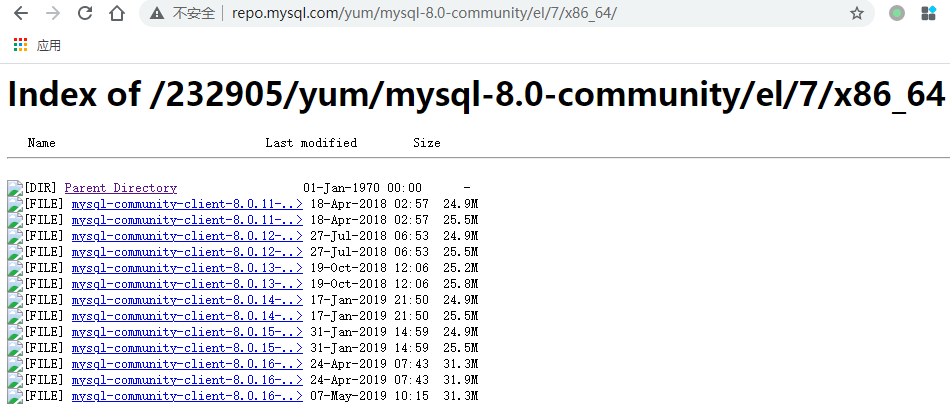 不安全 | repo.mysql.com/yum/mysql-8.0-community/el/7/x86_64/
应用
Index of /232905/yum/mysql-8.0-community/el/7/x86_64
Name Last modified Size
[DIR] Parent Directory 01-Jan-1970 00:00 -
[FILE] mysql-community-client-8.0.11-..> 18-Apr-2018 02:57 24.9M
[FILE] mysql-community-client-8.0.11-..> 18-Apr-2018 02:57 25.5M
[FILE] mysql-community-client-8.0.12-..> 27-Jul-2018 06:53 24.9M
[FILE] mysql-community-client-8.0.12-..> 27-Jul-2018 06:53 25.5M
[FILE] mysql-community-client-8.0.13-..> 19-Oct-2018 12:06 25.2M
[FILE] mysql-community-client-8.0.13-..> 19-Oct-2018 12:06 25.8M
[FILE] mysql-community-client-8.0.14-..> 17-Jan-2019 21:50 24.9M
[FILE] mysql-community-client-8.0.14-..> 17-Jan-2019 21:50 25.5M
[FILE] mysql-community-client-8.0.15-..> 31-Jan-2019 14:59 24.9M
[FILE] mysql-community-client-8.0.15-..> 31-Jan-2019 14:59 25.5M
[FILE] mysql-community-client-8.0.16-..> 24-Apr-2019 07:43 31.3M
[FILE] mysql-community-client-8.0.16-..> 24-Apr-2019 07:43 31.9M
[FILE] mysql-community-client-8.0.16-..> 07-May-2019 10:15 31.3M